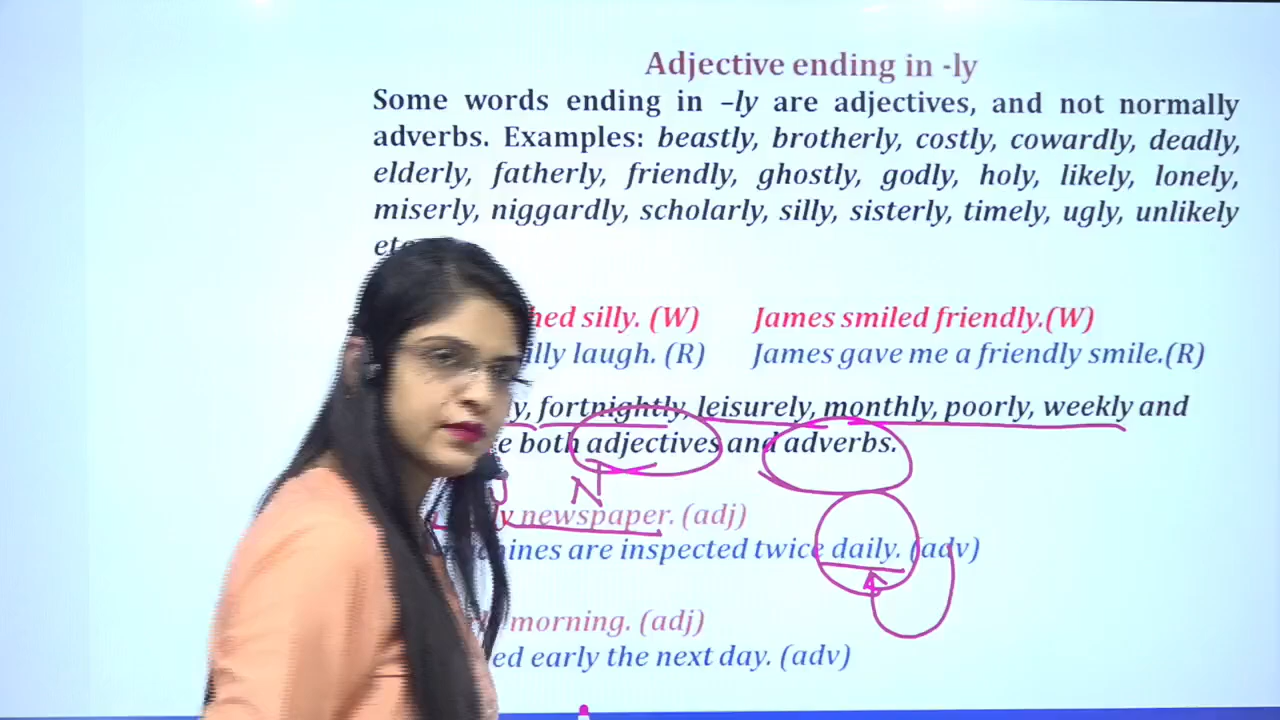 Adjective ending in -ly
Some words ending in –ly are adjectives, and not normally
adverbs. Examples: beastly, brotherly, costly, cowardly, deadly,
elderly, fatherly, friendly, ghostly, godly, holy, likely, lonely,
miserly, niggardly, scholarly, silly, sisterly, timely, ugly, unlikely
silly. (W) James smiled friendly.(W)
laugh. (R) James gave me a friendly smile.(R)
fortnightly, leisurely, monthly, poorly, weekly and
both adjectives and adverbs.
N
newspaper. (adj)
are inspected twice daily. (adv)
morning. (adj)
early the next day. (adv)